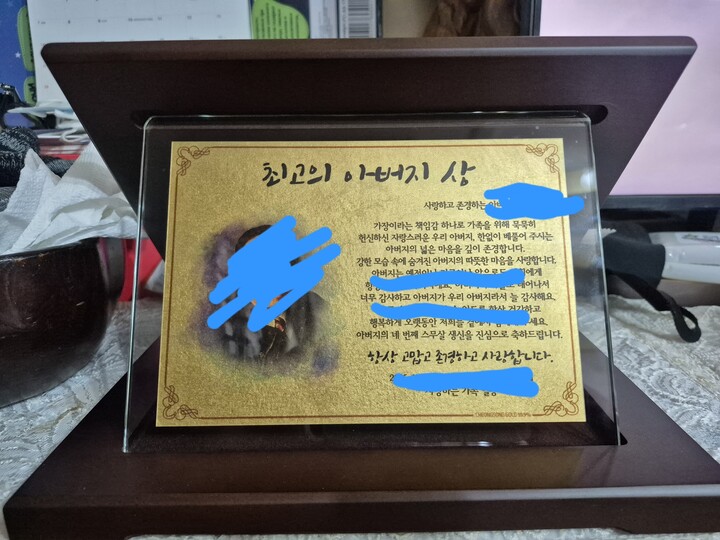 최고의 아버지 상
사랑하고 존경하는
가장이라는 책임감 하나로 가족을 위해 묵묵히
헌신하신 자랑스러운 우리 아버지, 한없이 베풀어 주시는
아버지의 넓은 마음을 깊이 존경합니다.
강한 모습 속에 숨겨진 아버지의 따뜻한 마음을 사랑합니다.
아버지는
너무 감사하고 아버지가 우리 아버지라서 늘 감사해요.
행복하게 오랫동안 저희를
아버지의 네 번째 스무살 생신을 진심으로 축하드립니다.
항상 고맙고 존경하고 사랑합니다.
가족 일동
CHEONGDONG GOLD 99.9%